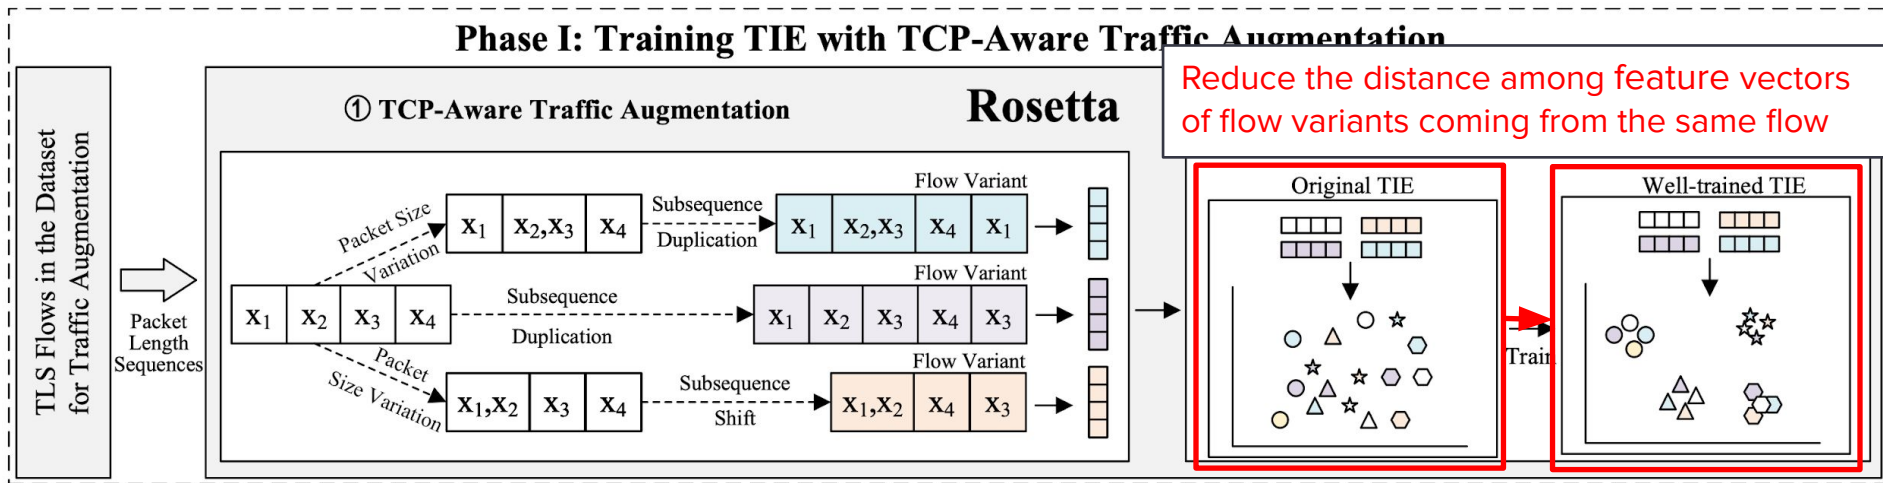 Phase I: Training TIE with TCP-Aware Traffic Augmentation
TLS Flows in the Dataset
for Traffic Augmentation
Packet
Length
Sequences
① TCP-Aware Traffic Augmentation
Rosetta
Reduce the distance among feature vectors
of flow variants coming from the same flow
Packet Size
Variation
X₁ X₂,X₃ X₄
Subsequence
Duplication
Flow Variant
X₁ X₂,X₃ X₄ X₁
X₁ X₂ X₃ X₄
Subsequence
Duplication
Flow Variant
X₁ X₂ X₃ X₄ X₃
Packet
Size Variation
X₁,X₂ X₃ X₄
Subsequence
Shift
Flow Variant
X₁,X₂ X₄ X₃
Original TIE
Train
Well-trained TIE